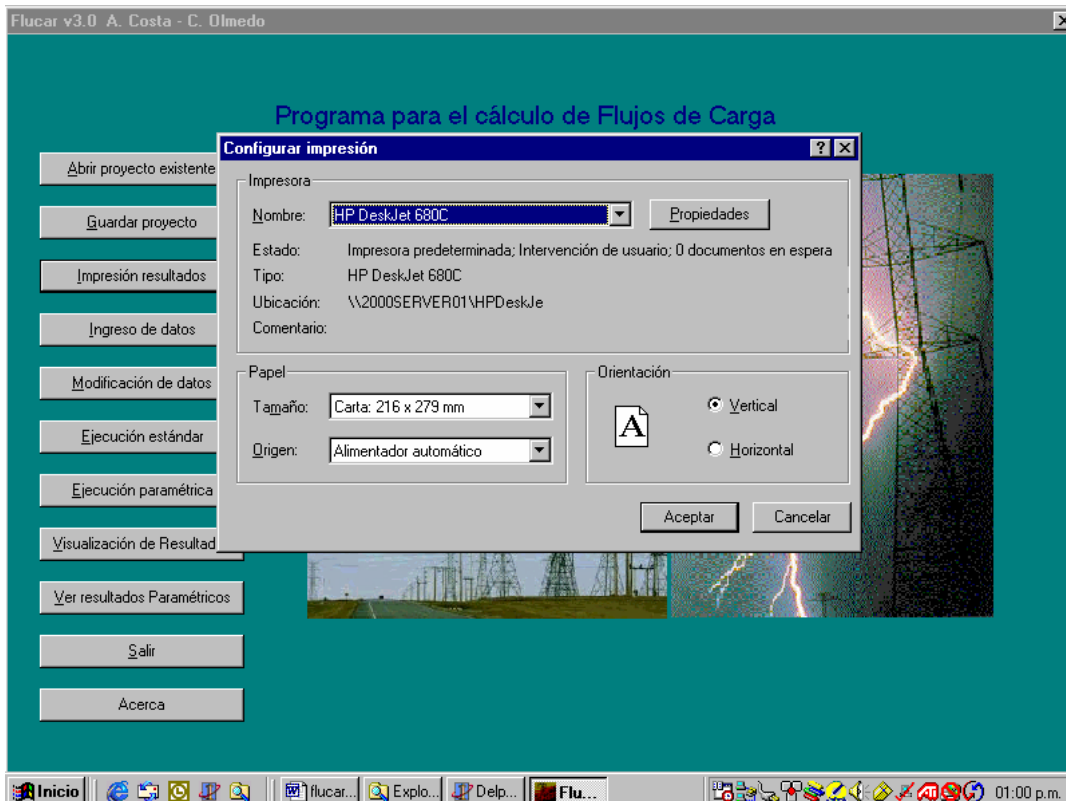 Flucar v3.0 A. Costa - C. Olmedo
Programa para el cálculo de Flujos de Carga
Abrir proyecto existente
Guardar proyecto
Impresión resultados
Ingreso de datos
Modificación de datos
Ejecución estándar
Ejecución paramétrica
Visualización de Resultad
Ver resultados Paramétricos
Salir
Acerca
Configurar impresión
Impresora
Nombre: HP DeskJet 680C Propiedades
Estado: Impresora predeterminada; Intervención de usuario; 0 documentos en espera
Tipo: HP DeskJet 680C
Ubicación: \\2000SERVER01\HPDeskJe
Comentario:
Papel
Tamaño: Carta: 216 x 279 mm
Origen: Alimentador automático
Orientación
A
Vertical
Horizontal
Aceptar Cancelar
Inicio flucar... Explo... Delp... Flu... 01:00 p.m.